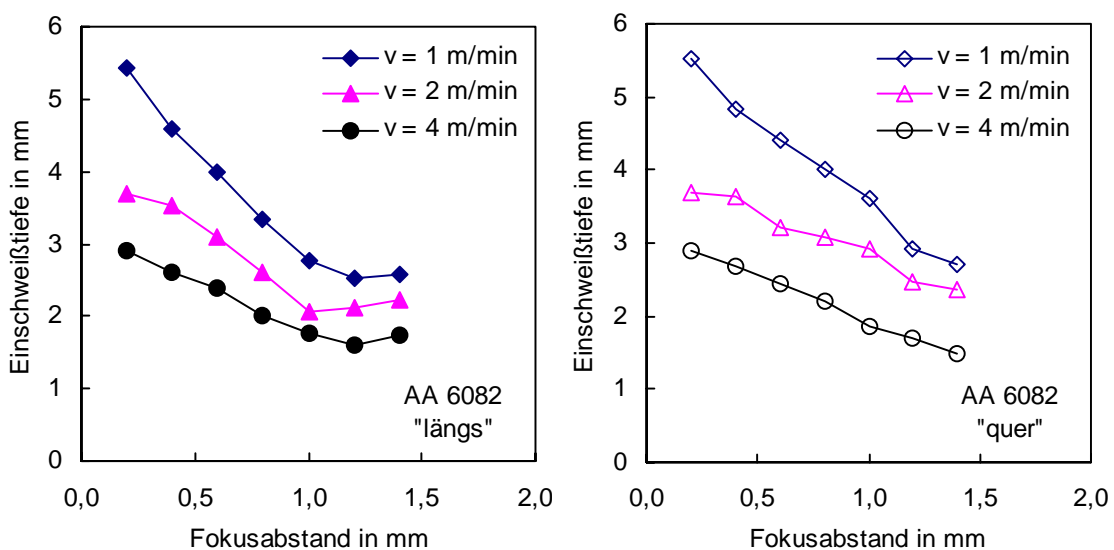 6
5
4
3
2
1
0
Einschweißtiefe in mm
v = 1 m/min
v = 2 m/min
v = 4 m/min
AA 6082
"längs"
0,0
0,5
1,0
1,5
2,0
Fokusabstand in mm
6
5
4
3
2
1
0
Einschweißtiefe in mm
v = 1 m/min
v = 2 m/min
v = 4 m/min
AA 6082
"quer"
0,0
0,5
1,0
1,5
2,0
Fokusabstand in mm